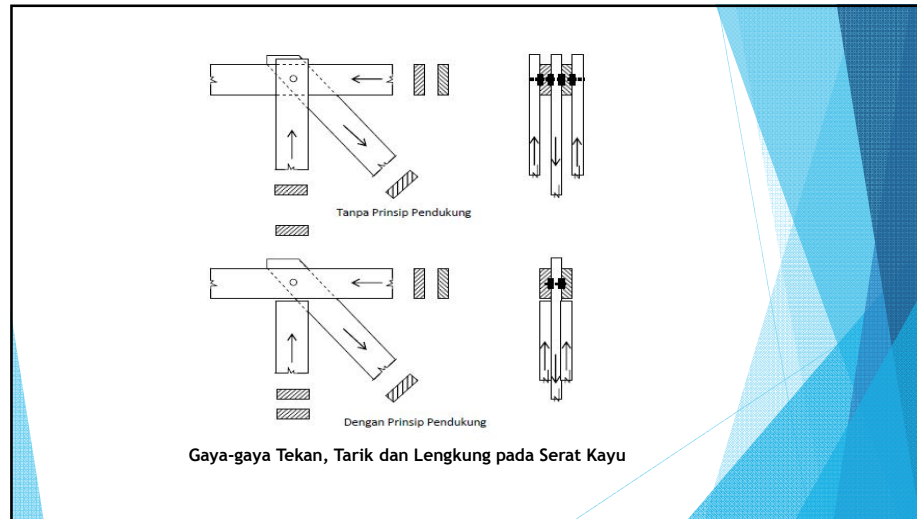 Tanpa Prinsip Pendukung
Dengan Prinsip Pendukung
Gaya-gaya Tekan, Tarik dan Lengkung pada Serat Kayu